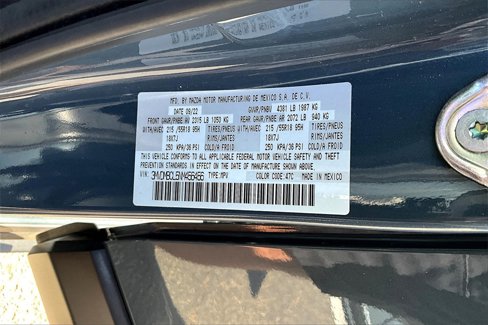 MFD. BY MAZDA MOTOR MANUFACTURING DE MEXICO S.A. DE C.V.
DATE 09/22 GVWR/PNBV 4381 LB 1987 KG
FRONT GAWR/PNBE AV 2315 LB 1050 KG REAR GAWR/PNBE AR 2072 LB 940 KG
WITH/AVEC 215/55R18 95H TIRES/PNEUS WITH/AVEC 215/55R18 95H TIRES/PNEUS
18X7J RIMS/JANTES 18X7J RIMS/JANTES
250 KPA/36 PSI COLD/A FROID 250 KPA/36 PSI COLD/A FROID
THIS VEHICLE CONFORMS TO ALL APPLICABLE FEDERAL MOTOR VEHICLE SAFETY
AND THEFT PREVENTION STANDARDS
IN EFFECT ON THE DATE OF MANUFACTURE SHOWN ABOVE.
VIN: TYPE:MPV COLOR CODE:47C MADE IN MEXICO